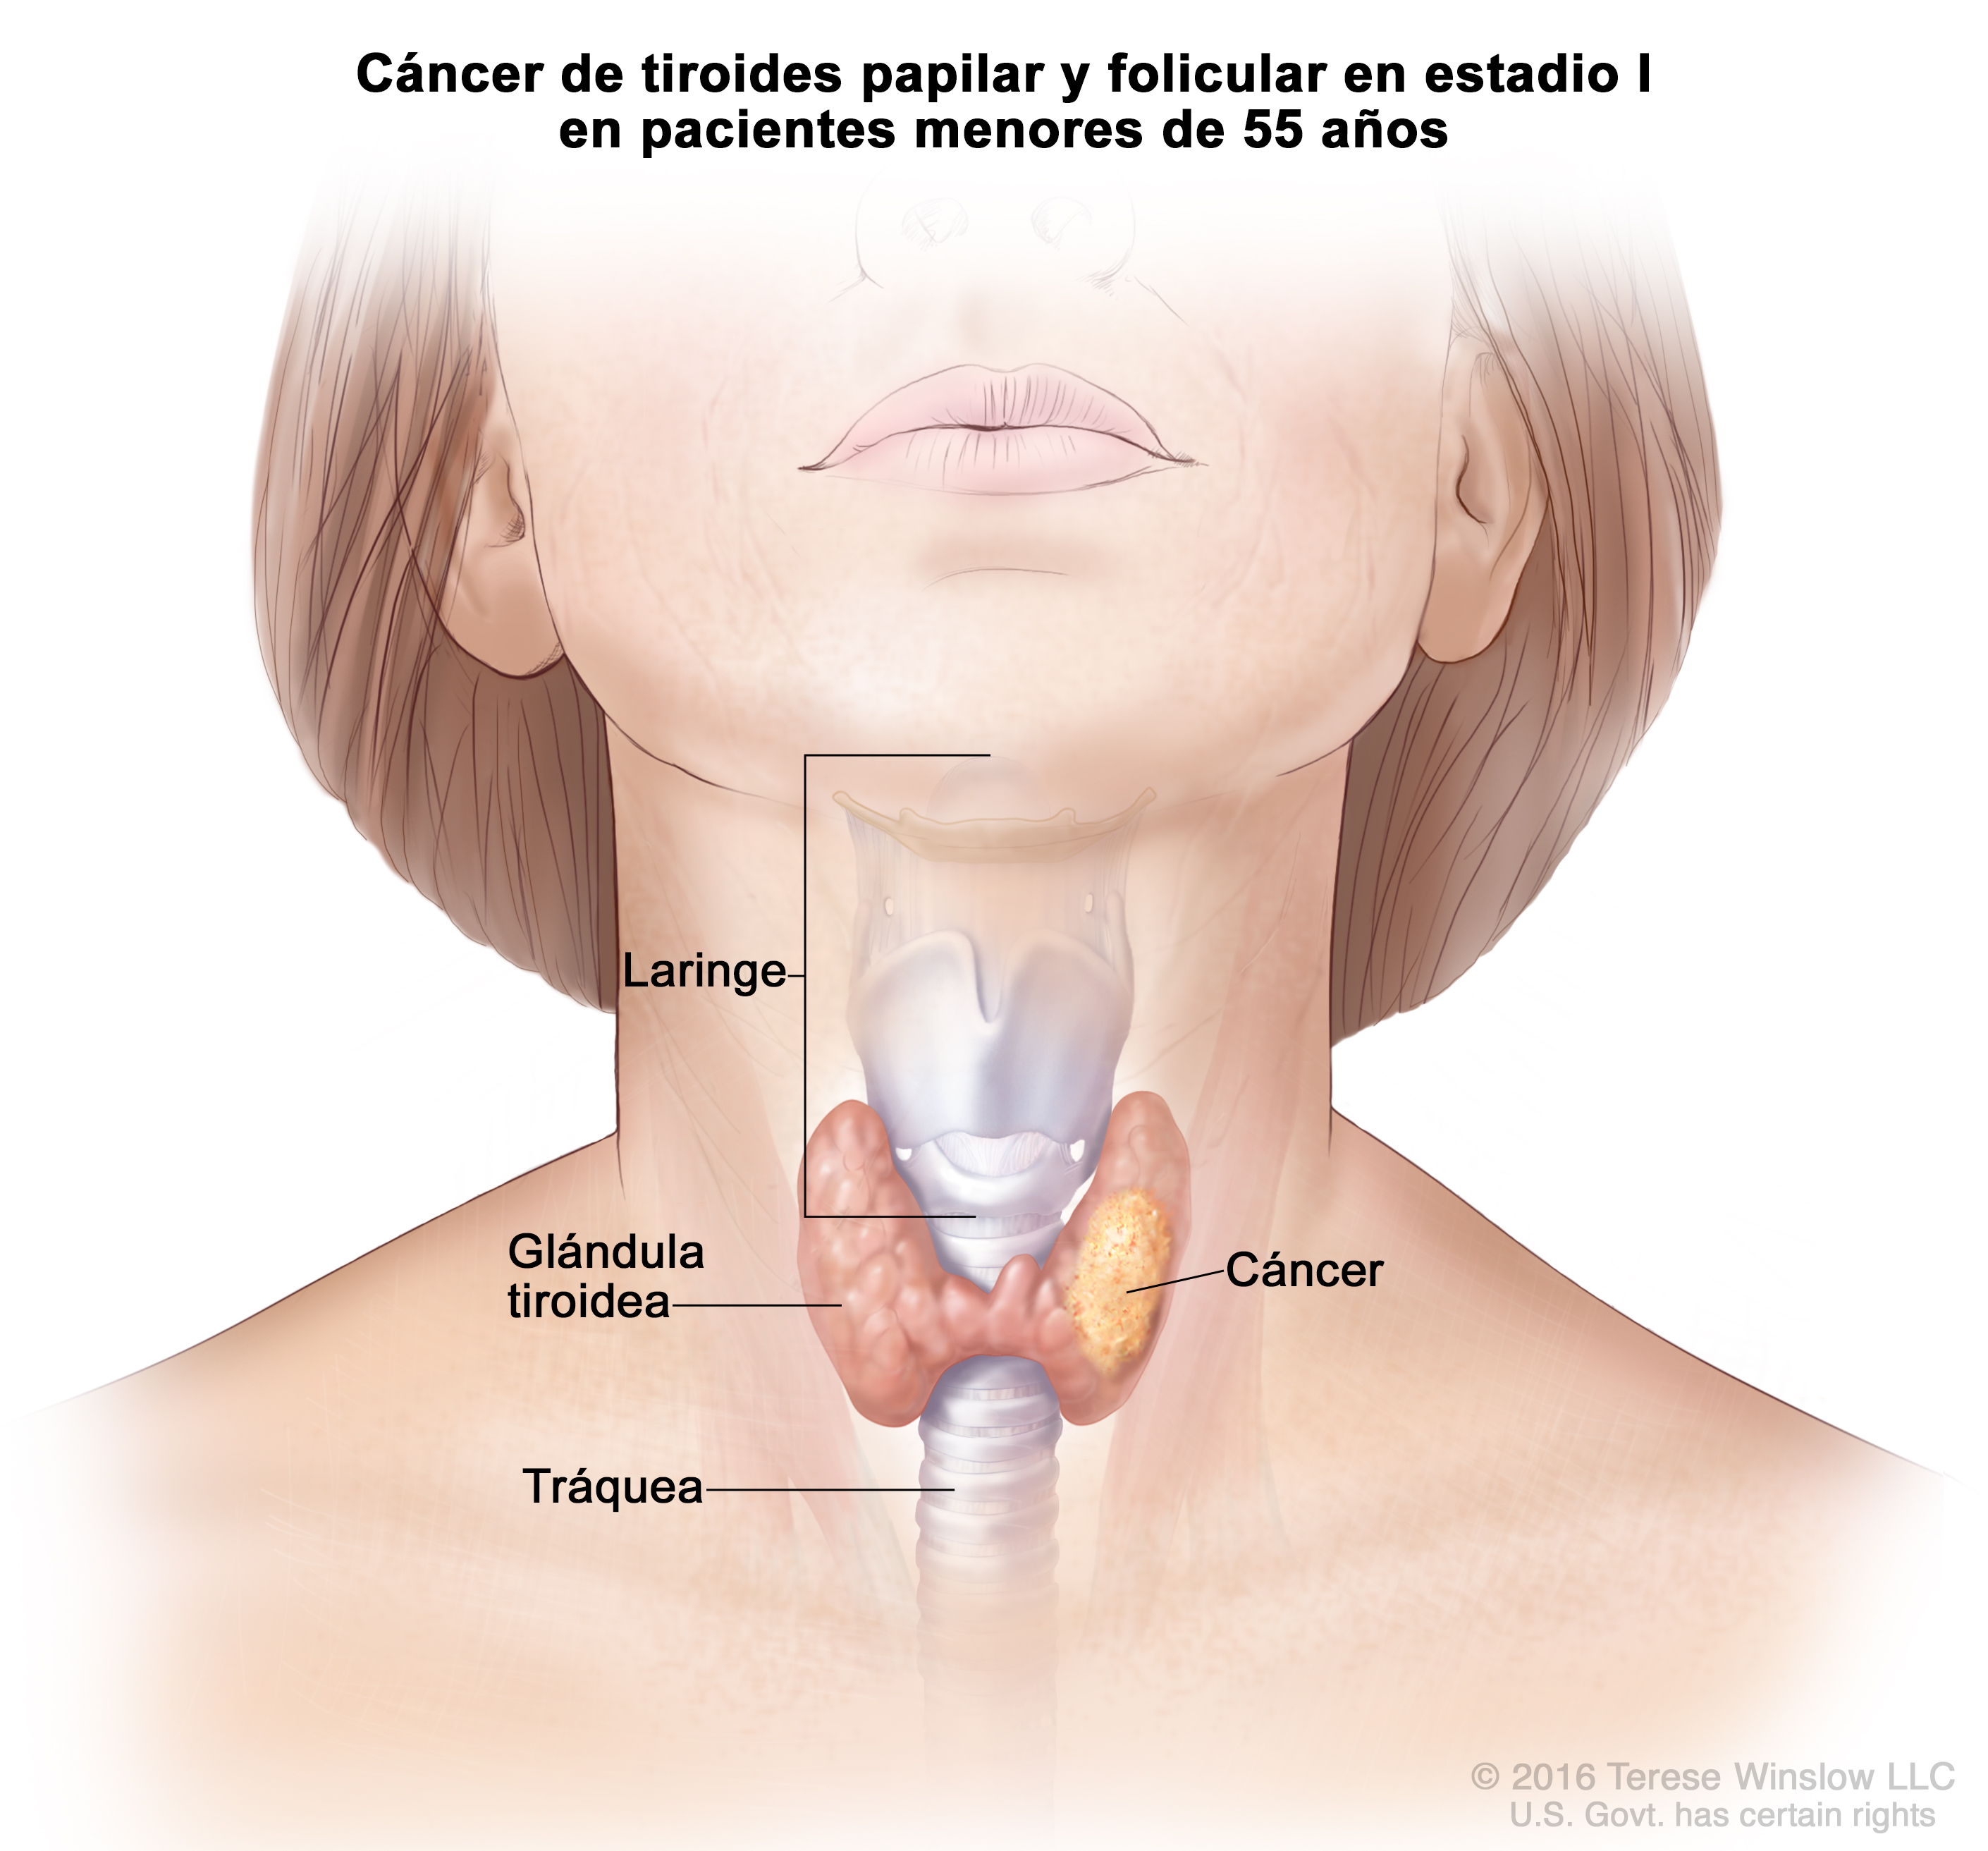 Cáncer de tiroides papilar y folicular en estadio I
en pacientes menores de 55 años
Laringe
Glándula
tiroidea
Cáncer
Tráquea
© 2016 Terese Winslow LLC
U.S. Govt. has certain rights